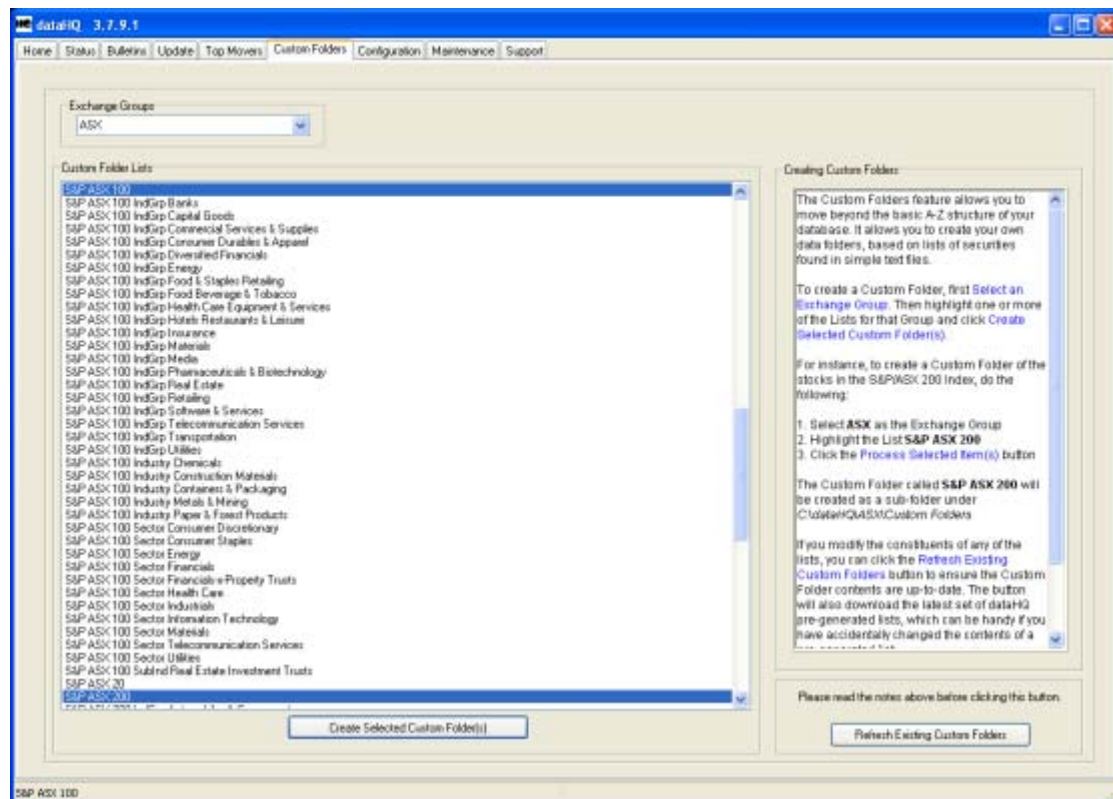 dataHQ 3.7.9.1
Home Status Bulletins Update Top Movers Custom Folders Configuration Maintenance Support
Exchange Groups
ASX
Custom Folder Lists
S&P ASX 100
S&P ASX 100 IndGrp Banks
S&P ASX 100 IndGrp Capital Goods
S&P ASX 100 IndGrp Commercial Services & Supplies
S&P ASX 100 IndGrp Consumer Durables & Apparel
S&P ASX 100 IndGrp Diversified Financials
S&P ASX 100 IndGrp Energy
S&P ASX 100 IndGrp Food & Staples Retailing
S&P ASX 100 IndGrp Food Beverage & Tobacco
S&P ASX 100 IndGrp Health Care Equipment & Services
S&P ASX 100 IndGrp Hotels Restaurants & Leisure
S&P ASX 100 IndGrp Insurance
S&P ASX 100 IndGrp Materials
S&P ASX 100 IndGrp Media
S&P ASX 100 IndGrp Pharmaceuticals & Biotechnology
S&P ASX 100 IndGrp Real Estate
S&P ASX 100 IndGrp Retailing
S&P ASX 100 IndGrp Software & Services
S&P ASX 100 IndGrp Telecommunication Services
S&P ASX 100 IndGrp Transportation
S&P ASX 100 IndGrp Utilities
S&P ASX 100 Industry Chemicals
S&P ASX 100 Industry Construction Materials
S&P ASX 100 Industry Containers & Packaging
S&P ASX 100 Industry Metals & Mining
S&P ASX 100 Industry Paper & Forest Products
S&P ASX 100 Sector Consumer Discretionary
S&P ASX 100 Sector Consumer Staples
S&P ASX 100 Sector Energy
S&P ASX 100 Sector Financials
S&P ASX 100 Sector Financials-x-Property Trusts
S&P ASX 100 Sector Health Care
S&P ASX 100 Sector Industrials
S&P ASX 100 Sector Information Technology
S&P ASX 100 Sector Materials
S&P ASX 100 Sector Telecommunication Services
S&P ASX 100 Sector Utilities
S&P ASX 100 SubInd Real Estate Investment Trusts
S&P ASX 20
S&P ASX 200
Create Selected Custom Folder(s)
Creating Custom Folders
The Custom Folders feature allows you to
move beyond the basic A-Z structure of your
database. It allows you to create your own
data folders, based on lists of securities
found in simple text files.
To create a Custom Folder, first Select an
Exchange Group. Then highlight one or more
of the Lists for that Group and click Create
Selected Custom Folder(s).
For instance, to create a Custom Folder of the
stocks in the S&P/ASX 200 Index, do the
following:
1. Select ASX as the Exchange Group
2. Highlight the List S&P ASX 200
3. Click the Process Selected Item(s) button
The Custom Folder called S&P ASX 200 will
be created as a sub-folder under
C:\dataHQ\ASX\Custom Folders
If you modify the constituents of any of the
lists, you can click the Refresh Existing
Custom Folders button to ensure the Custom
Folder contents are up-to-date. The button
will also download the latest set of dataHQ
pre-generated lists, which can be handy if you
have accidentally changed the contents of a
Please read the notes above before clicking this button.
Refresh Existing Custom Folders
S&P ASX 100